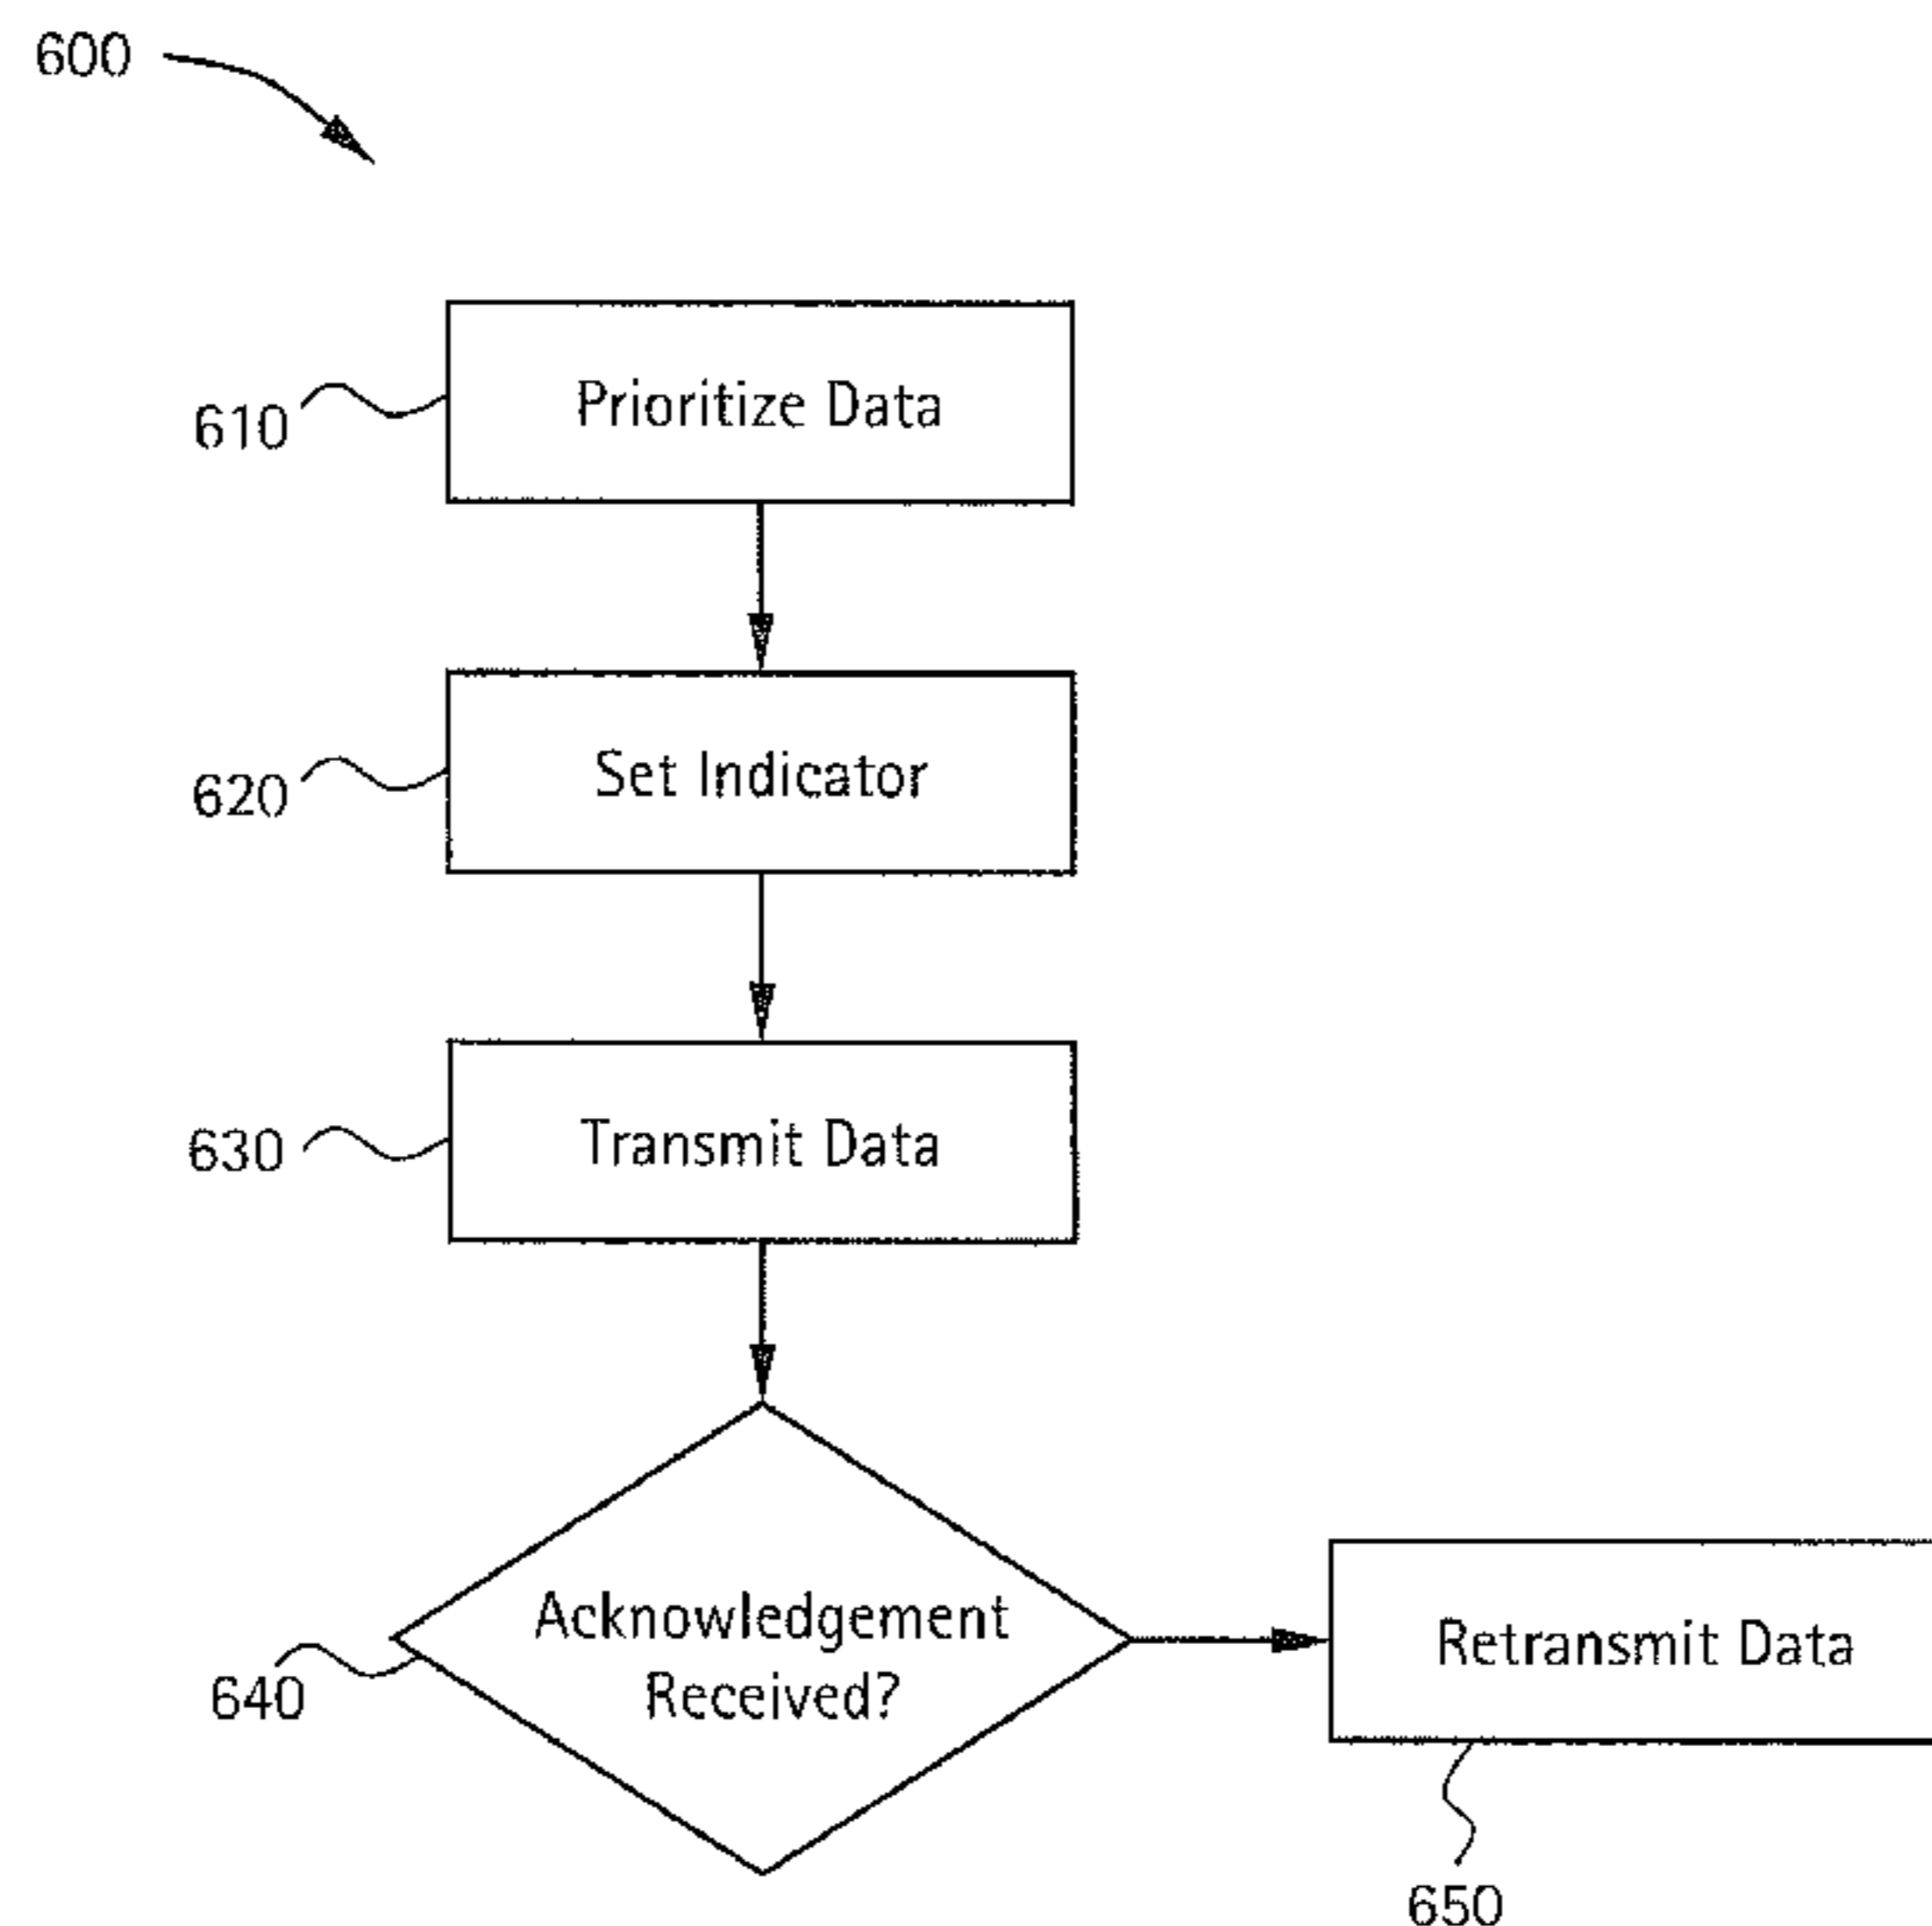 600
610
Prioritize Data
620
Set Indicator
630
Transmit Data
640
Acknowledgement
Received?
Retransmit Data
650